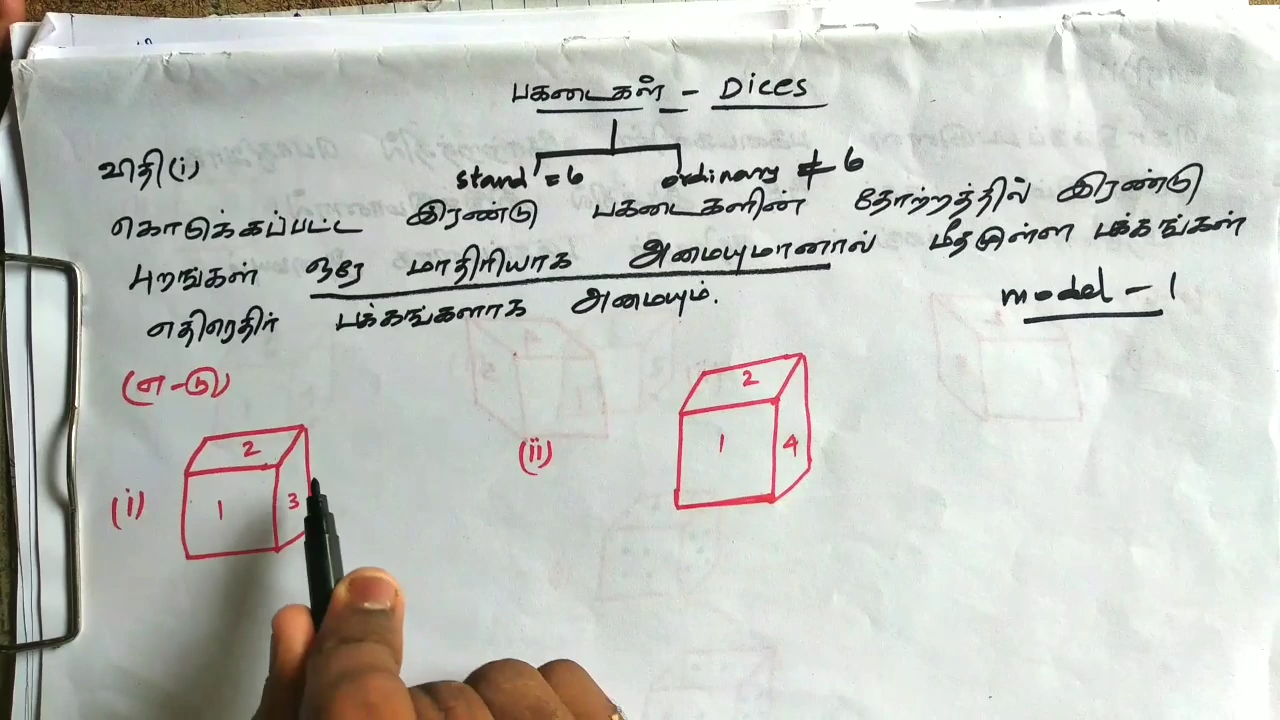 பகடைகள் - Dices
விதி(i) stand = 6 ordinary ≠ 6
கொடுக்கப்பட்ட இரண்டு பகடைகளின் தோற்றத்தில் இரண்டு
புறங்கள் ஒரே மாதிரியாக அமையுமானால் மீதமுள்ள பக்கங்கள்
எதிரெதிர் பக்கங்களாக அமையும்.
model - 1
(எ-டு)
(i) 2 1 3
(ii) 2 1 4